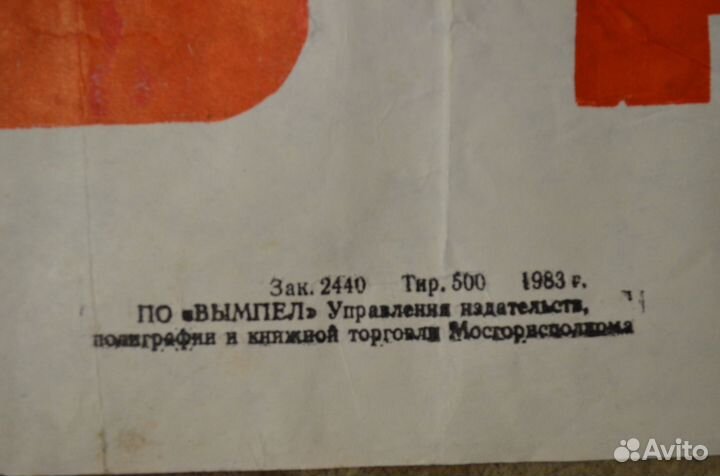 Зак. 2440 Тир. 500 1983 г.
ПО «ВЫМПЕЛ» Управления издательств,
полиграфии и книжной торговли Мосгорисполкома
Avito